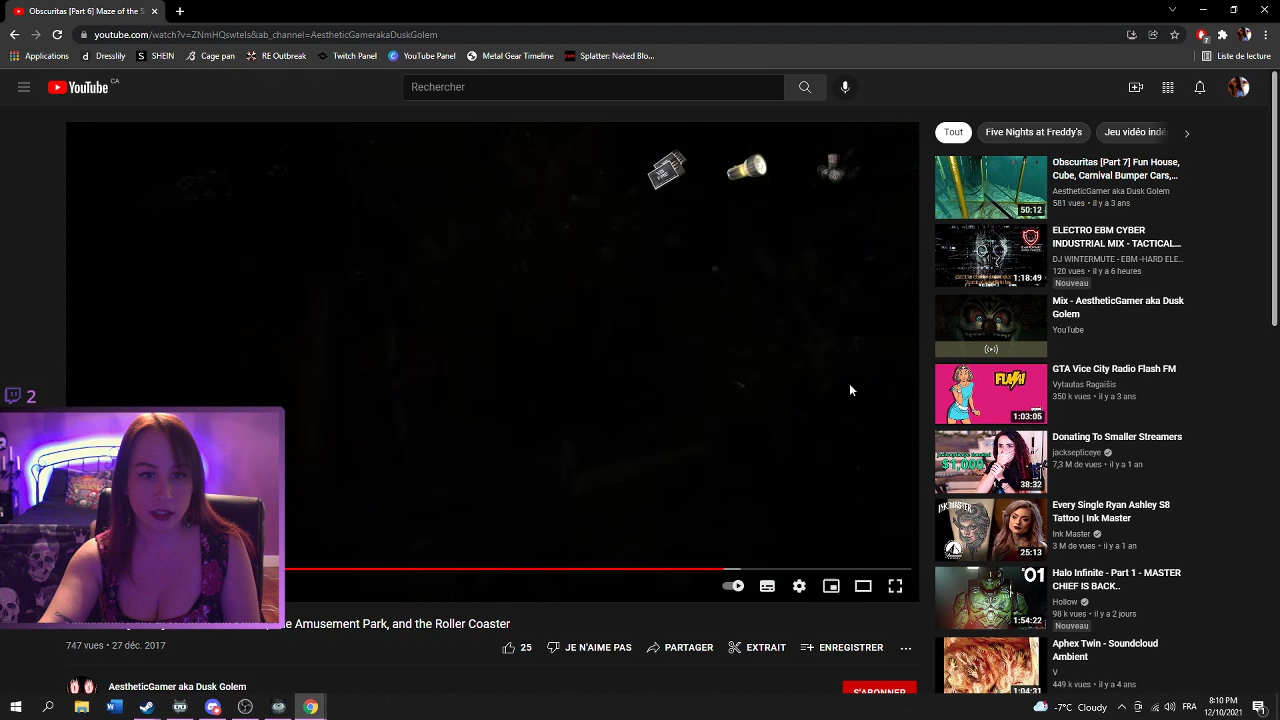 Obscuritas [Part 6] Maze of the S
youtube.com/watch?v=ZNmHQswtels&ab_channel=AestheticGamerakaDuskGolem
7
Applications
Dresslily
SHEIN
Cage pan
RE Outbreak
Twitch Panel
YouTube Panel
Metal Gear Timeline
Splatter: Naked Blo...
Liste de lecture
YouTube CA
Rechercher
Tout
Five Nights at Freddy's
Jeu vidéo indé
Obscuritas [Part 7] Fun House,
Cube, Carnival Bumper Cars,...
AestheticGamer aka Dusk Golem
581 vues • il y a 3 ans
50:12
ELECTRO EBM CYBER
INDUSTRIAL MIX - TACTICAL...
DJ WINTERMUTE - EBM -HARD ELE...
120 vues • il y a 6 heures
Nouveau
1:18:49
Mix - AestheticGamer aka Dusk
Golem
YouTube
GTA Vice City Radio Flash FM
Vytautas Ragaišis
350 k vues • il y a 3 ans
FLASH
1:03:05
Donating To Smaller Streamers
jacksepticeye
7,3 M de vues • il y a 1 an
$1,000
38:32
Every Single Ryan Ashley S8
Tattoo | Ink Master
Ink Master
3 M de vues • il y a 1 an
INK MASTER
25:13
Halo Infinite - Part 1 - MASTER
CHIEF IS BACK..
Hollow
98 k vues • il y a 2 jours
Nouveau
01
1:54:22
Aphex Twin - Soundcloud
Ambient
V
449 k vues • il y a 4 ans
1:04:31
2
e Amusement Park, and the Roller Coaster
747 vues • 27 déc. 2017
25
JE N'AIME PAS
PARTAGER
EXTRAIT
ENREGISTRER
AestheticGamer aka Dusk Golem
S'ABONNER
-7°C Cloudy
FRA
8:10 PM
12/10/2021
1